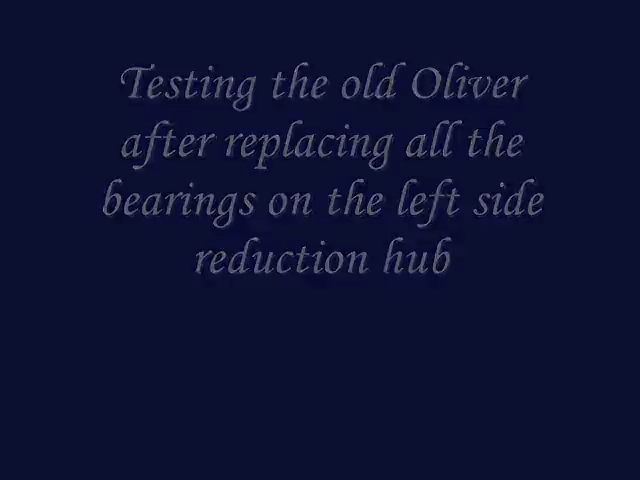 Testing the old Oliver
after replacing all the
bearings on the left side
reduction hub